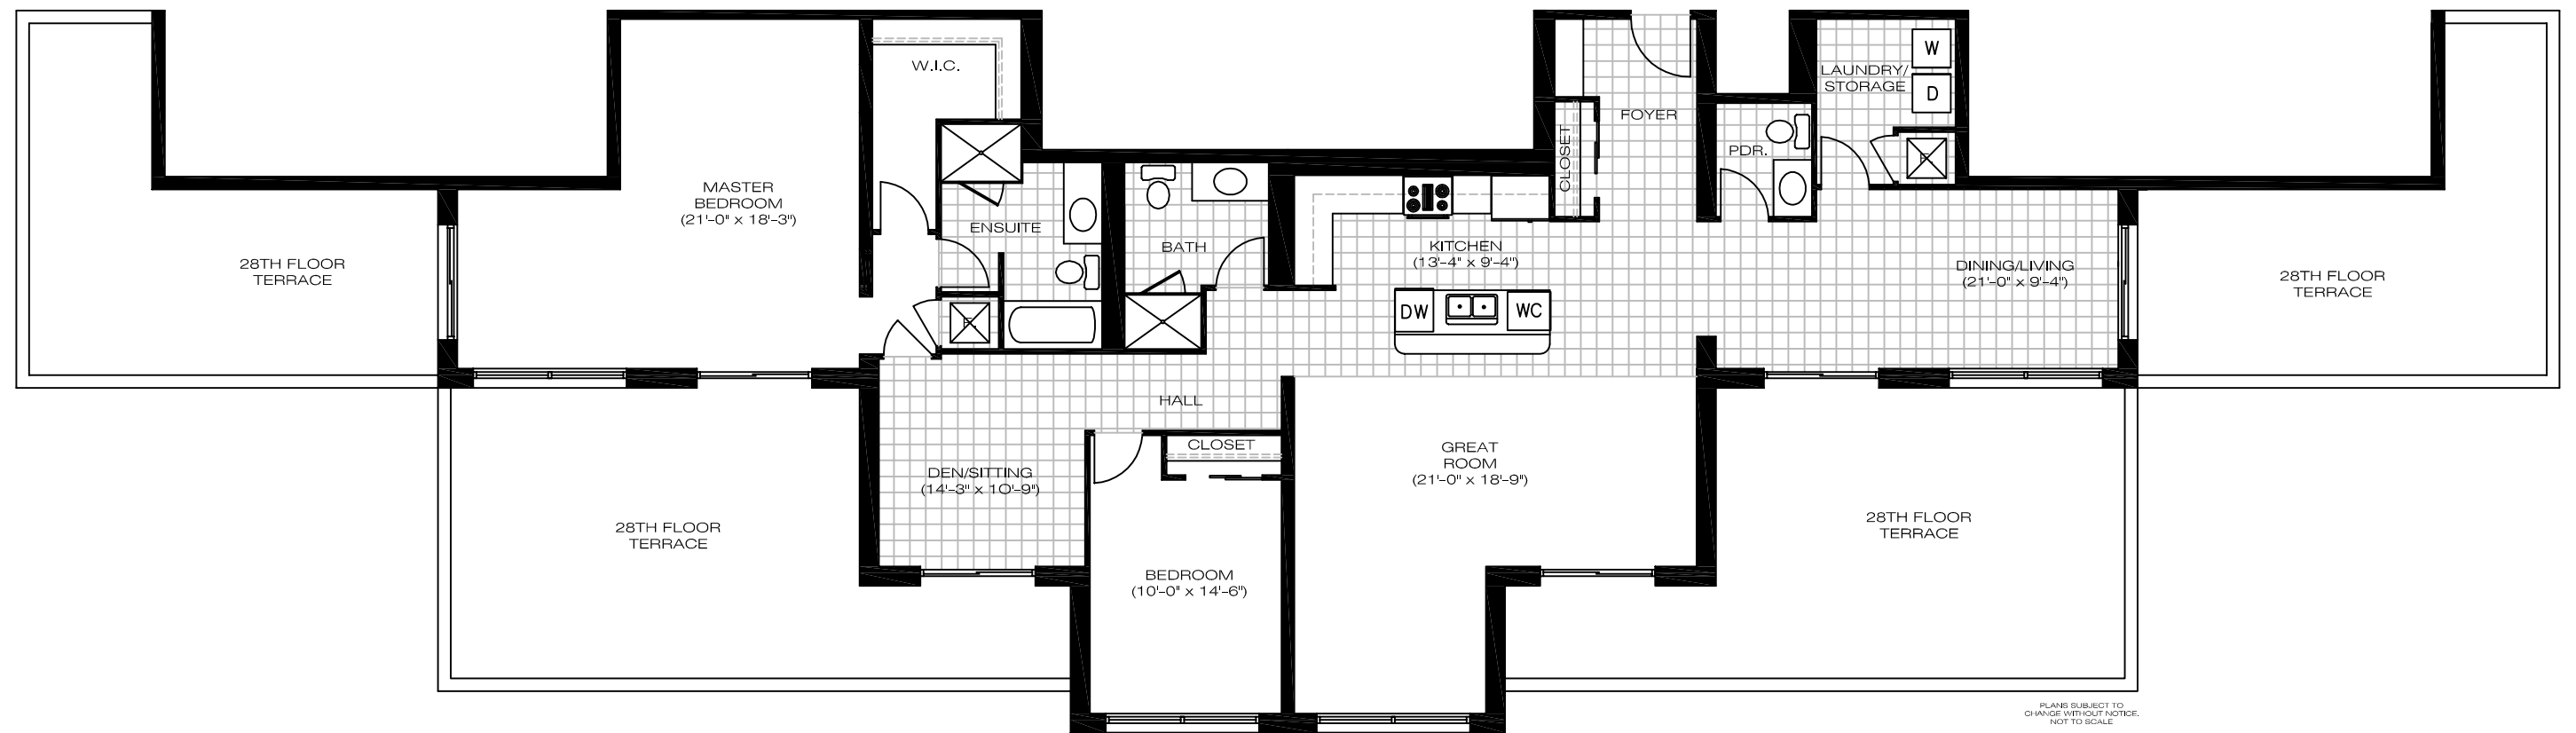 W.I.C.
MASTER
BEDROOM
(21'-0" x 18'-3")
28TH FLOOR
TERRACE
ENSUITE
F.
BATH
KITCHEN
(13'-4" x 9'-4")
DW
WC
CLOSET
FOYER
PDR.
LAUNDRY/
STORAGE
W
D
F.
DINING/LIVING
(21'-0" x 9'-4")
28TH FLOOR
TERRACE
HALL
CLOSET
DEN/SITTING
(14'-3" x 10'-9")
GREAT
ROOM
(21'-0" x 18'-9")
28TH FLOOR
TERRACE
BEDROOM
(10'-0" x 14'-6")
28TH FLOOR
TERRACE
PLANS SUBJECT TO
CHANGE WITHOUT NOTICE.
NOT TO SCALE